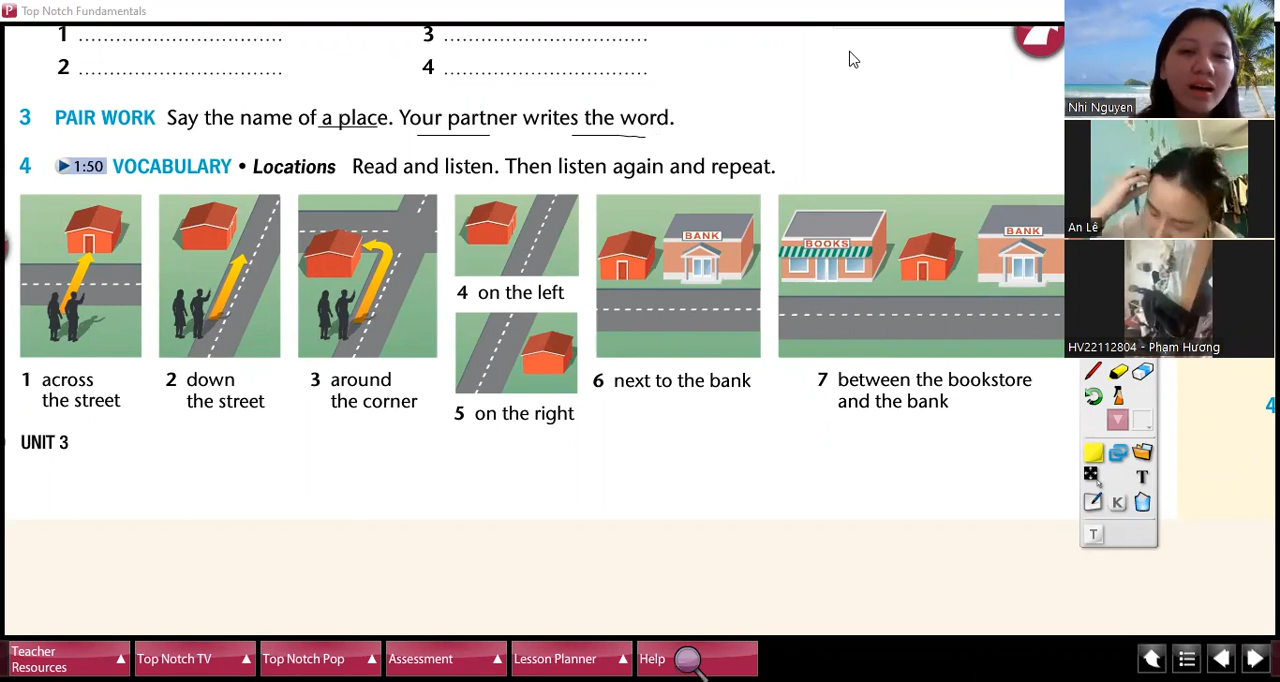 Top Notch Fundamentals
1 ................................ 3 ................................
2 ................................ 4 ................................
3 PAIR WORK Say the name of a place. Your partner writes the word.
4 1:50 VOCABULARY • Locations Read and listen. Then listen again and repeat.
BANK
BOOKS
BANK
1 across
the street
2 down
the street
3 around
the corner
4 on the left
5 on the right
6 next to the bank
7 between the bookstore
and the bank
UNIT 3
Nhi Nguyen
An Lê
HV22112804 - Phạm Hương
4
T
K
T
Teacher
Resources
Top Notch TV
Top Notch Pop
Assessment
Lesson Planner
Help